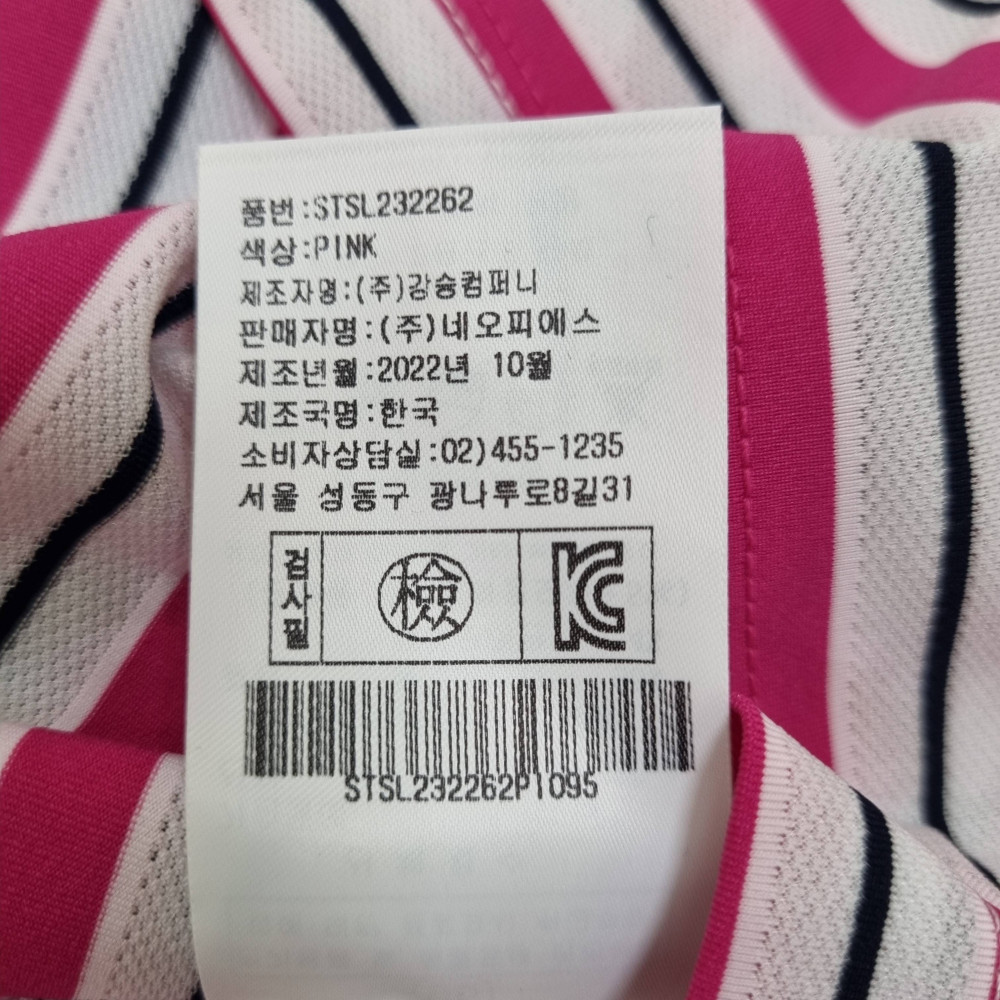 품번:STSL232262
색상:PINK
제조자명:(주)강승컴퍼니
판매자명:(주)네오피에스
제조년월:2022년 10월
제조국명:한국
소비자상담실:02)455-1235
서울 성동구 광나루로8길31
검사필 檢 KC
STSL232262PI095